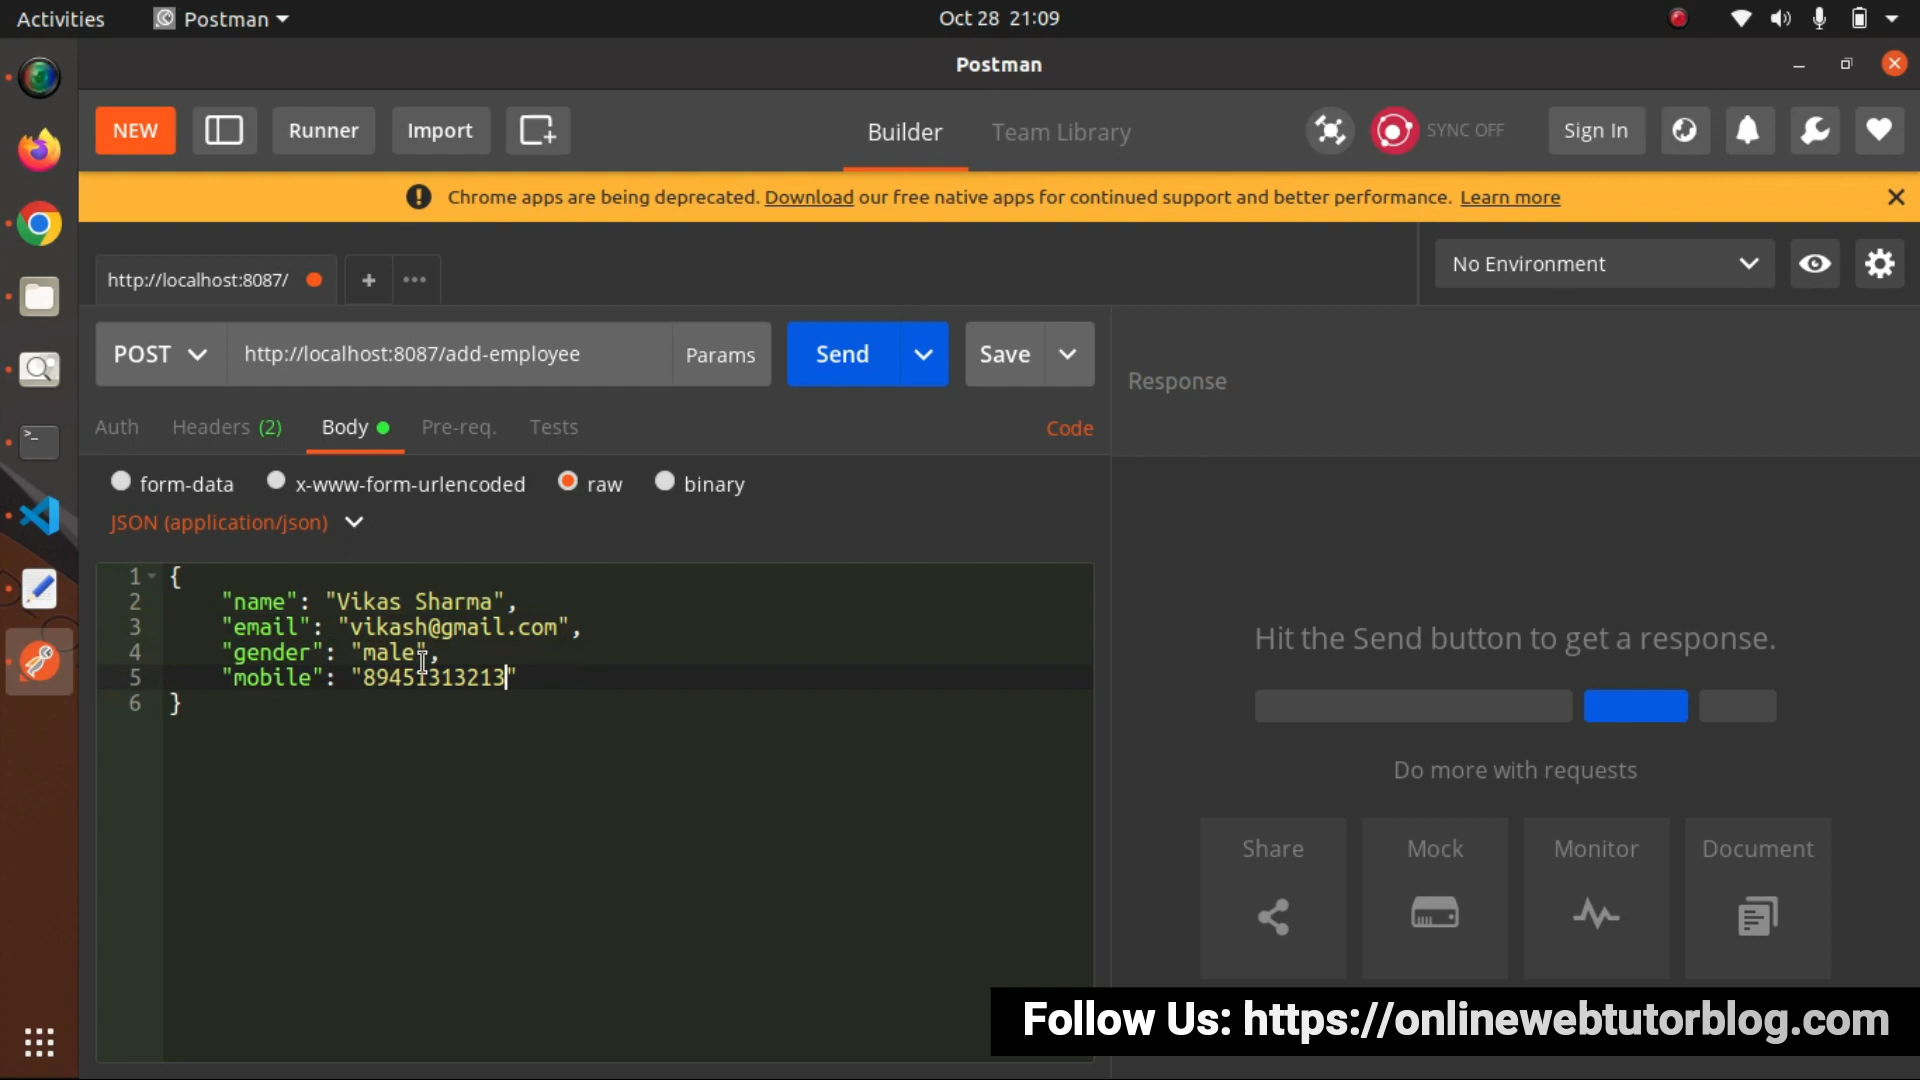 Activities Postman Oct 28 21:09
Postman
NEW Runner Import Builder Team Library SYNC OFF Sign In
Chrome apps are being deprecated. Download our free native apps for continued support and better performance. Learn more
http://localhost:8087/ + ••• No Environment
POST http://localhost:8087/add-employee Params Send Save
Response
Auth Headers (2) Body Pre-req. Tests Code
form-data x-www-form-urlencoded raw binary
JSON (application/json)
1 {
2 "name": "Vikas Sharma",
3 "email": "vikash@gmail.com",
4 "gender": "male",
5 "mobile": "89451313213"
6 }
Hit the Send button to get a response.
Do more with requests
Share Mock Monitor Document
Follow Us: https://onlinewebtutorblog.com